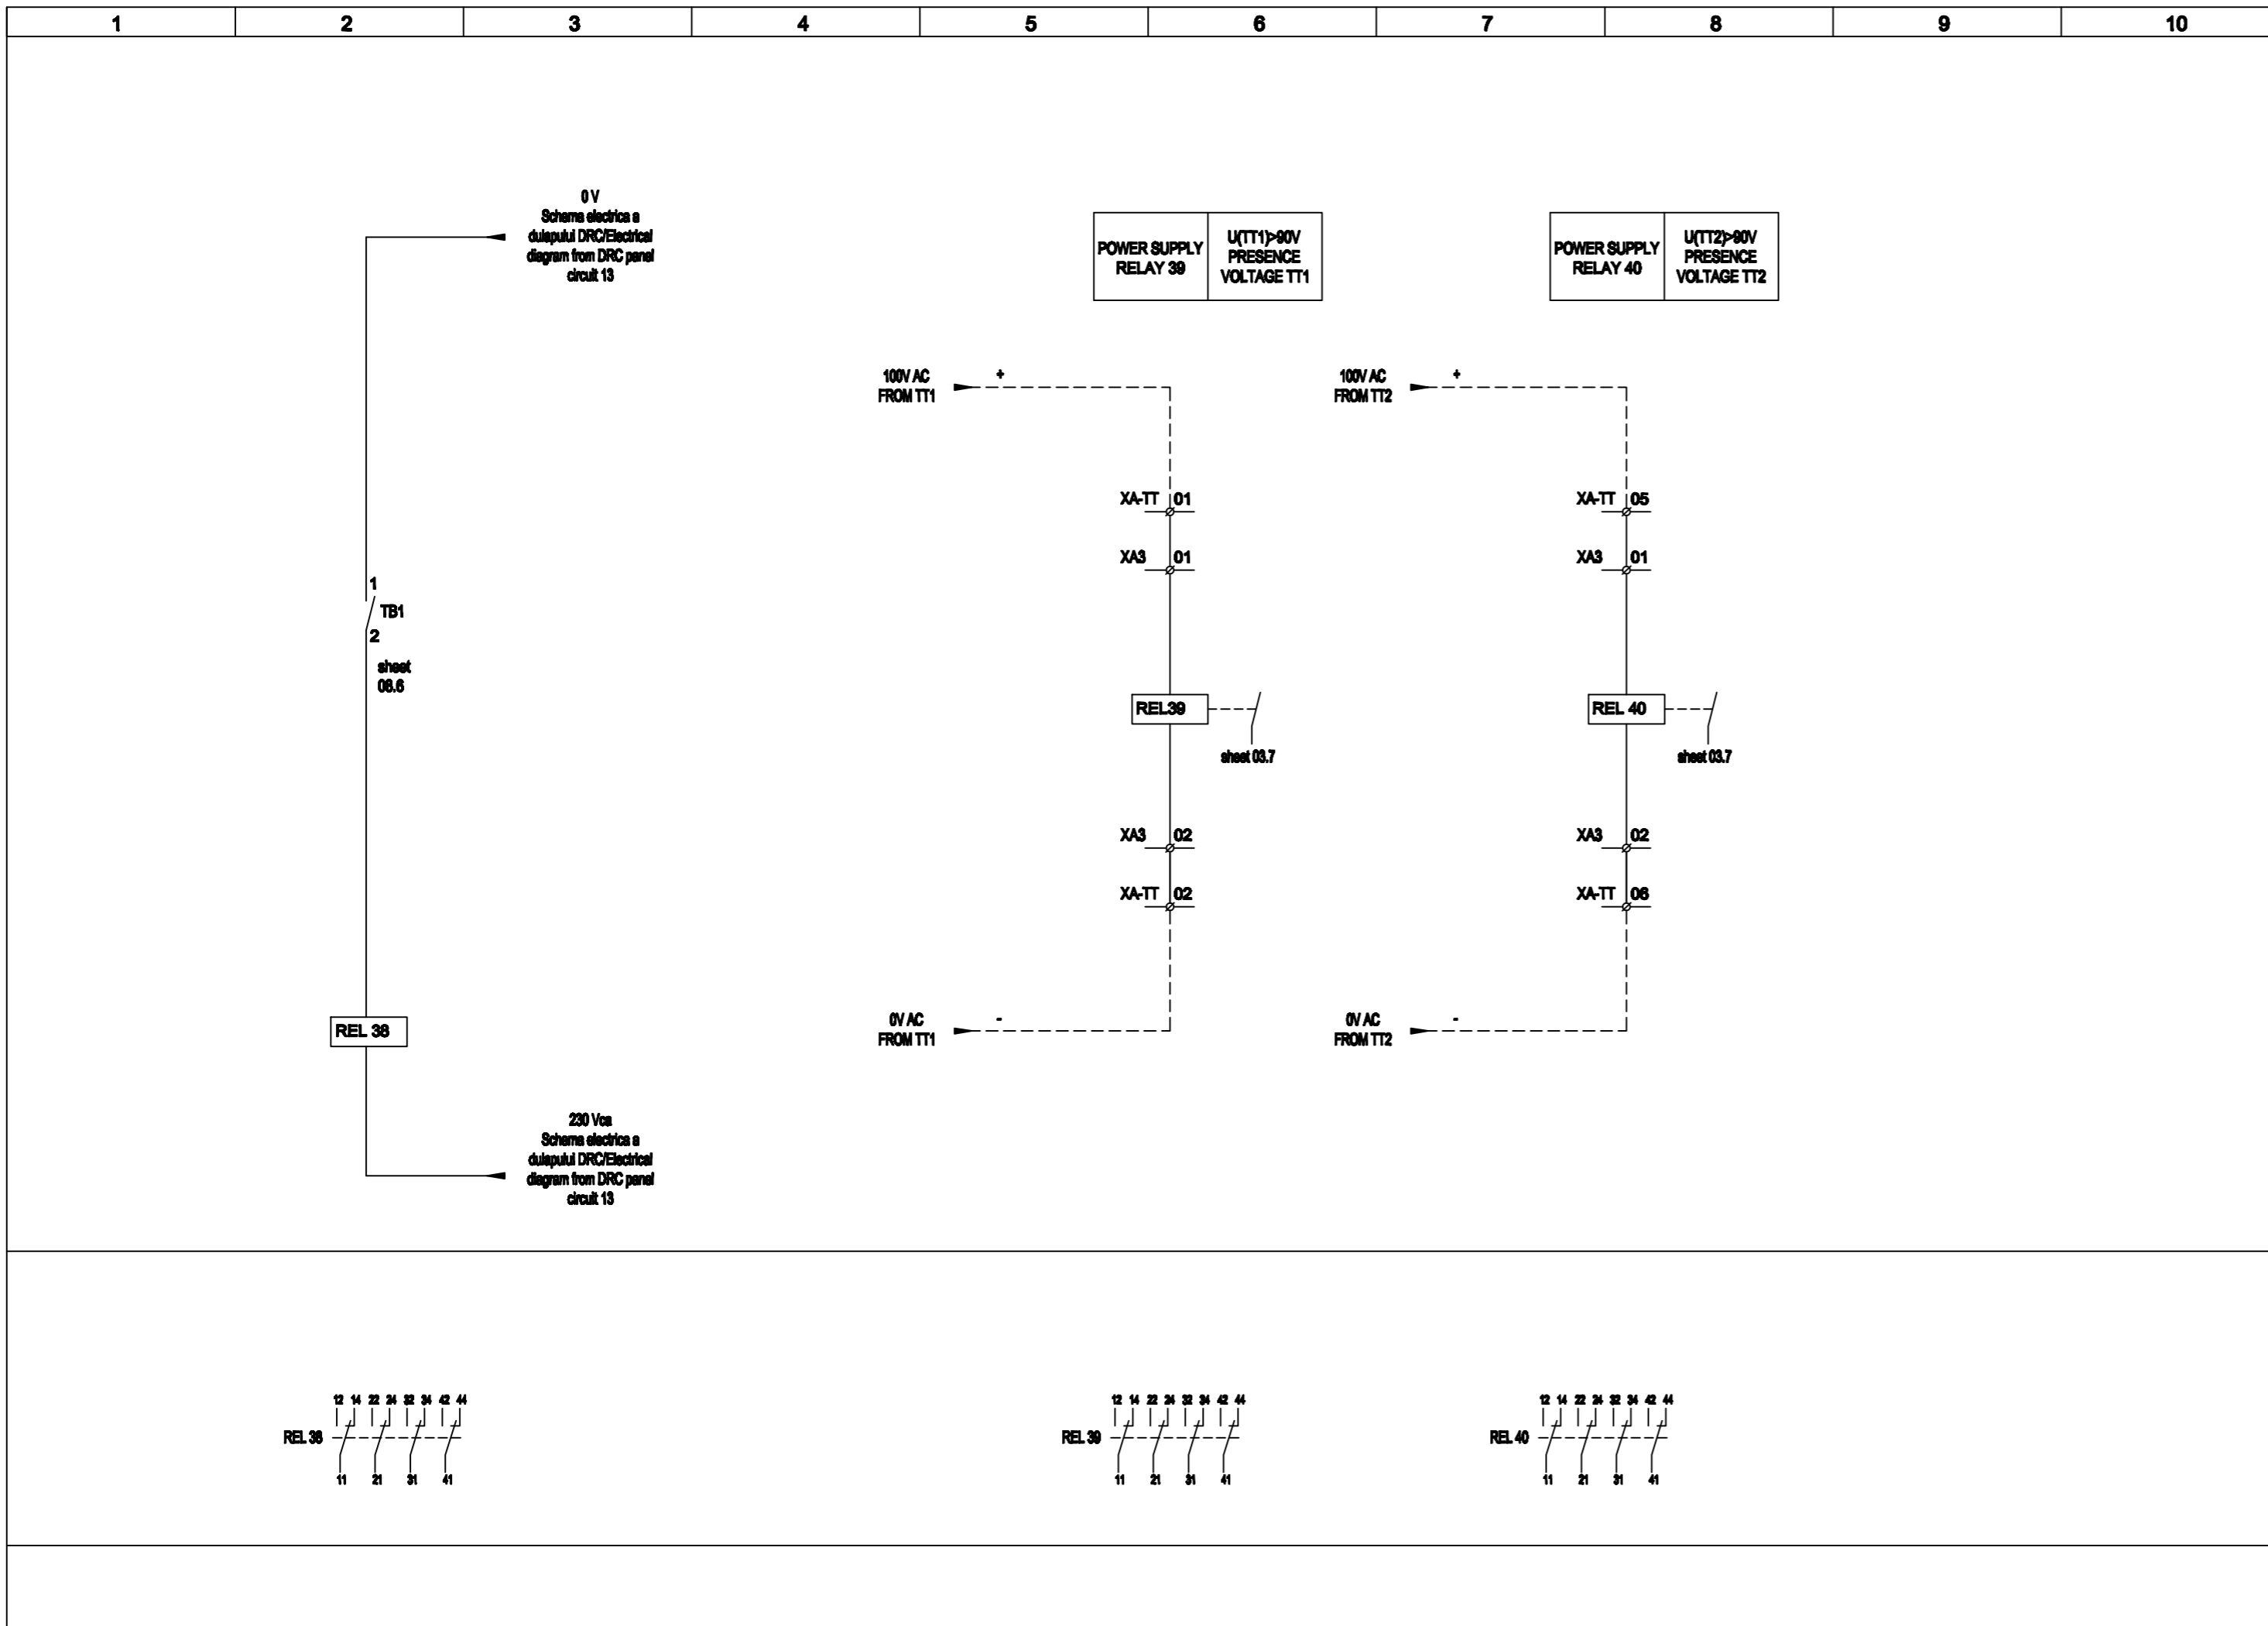 1 2 3 4 5 6 7 8 9 10
0 V
Schema electrica a
dulapului DRC/Electrical
diagram from DRC panel
circuit 13
POWER SUPPLY
RELAY 39
U(TT1)>90V
PRESENCE
VOLTAGE TT1
POWER SUPPLY
RELAY 40
U(TT2)>90V
PRESENCE
VOLTAGE TT2
100V AC
FROM TT1
+
100V AC
FROM TT2
+
XA-TT 01
XA-TT 05
XA3 01
XA3 01
1
TB1
2
sheet
08.6
REL39
sheet 03.7
REL 40
sheet 03.7
XA3 02
XA3 02
XA-TT 02
XA-TT 06
0V AC
FROM TT1
-
0V AC
FROM TT2
-
REL 38
230 Vca
Schema electrica a
dulapului DRC/Electrical
diagram from DRC panel
circuit 13
12 14 22 24 32 34 42 44
REL 38
11 21 31 41
12 14 22 24 32 34 42 44
REL 39
11 21 31 41
12 14 22 24 32 34 42 44
REL 40
11 21 31 41